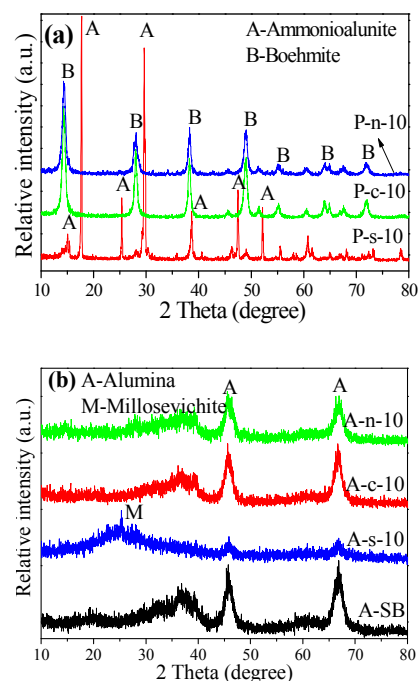 (a)
A
A
A-Ammonioalunite
B-Boehmite
B
B
B
B
P-n-10
B
B
B
P-c-10
A
A
A
A
A
P-s-10
Relative intensity (a.u.)
10 20 30 40 50 60 70 80
2 Theta (degree)
(b)
A-Alumina
M-Millosevichite
A
A
A-n-10
A-c-10
M
A-s-10
A-SB
Relative intensity (a.u.)
10 20 30 40 50 60 70 80
2 Theta (degree)